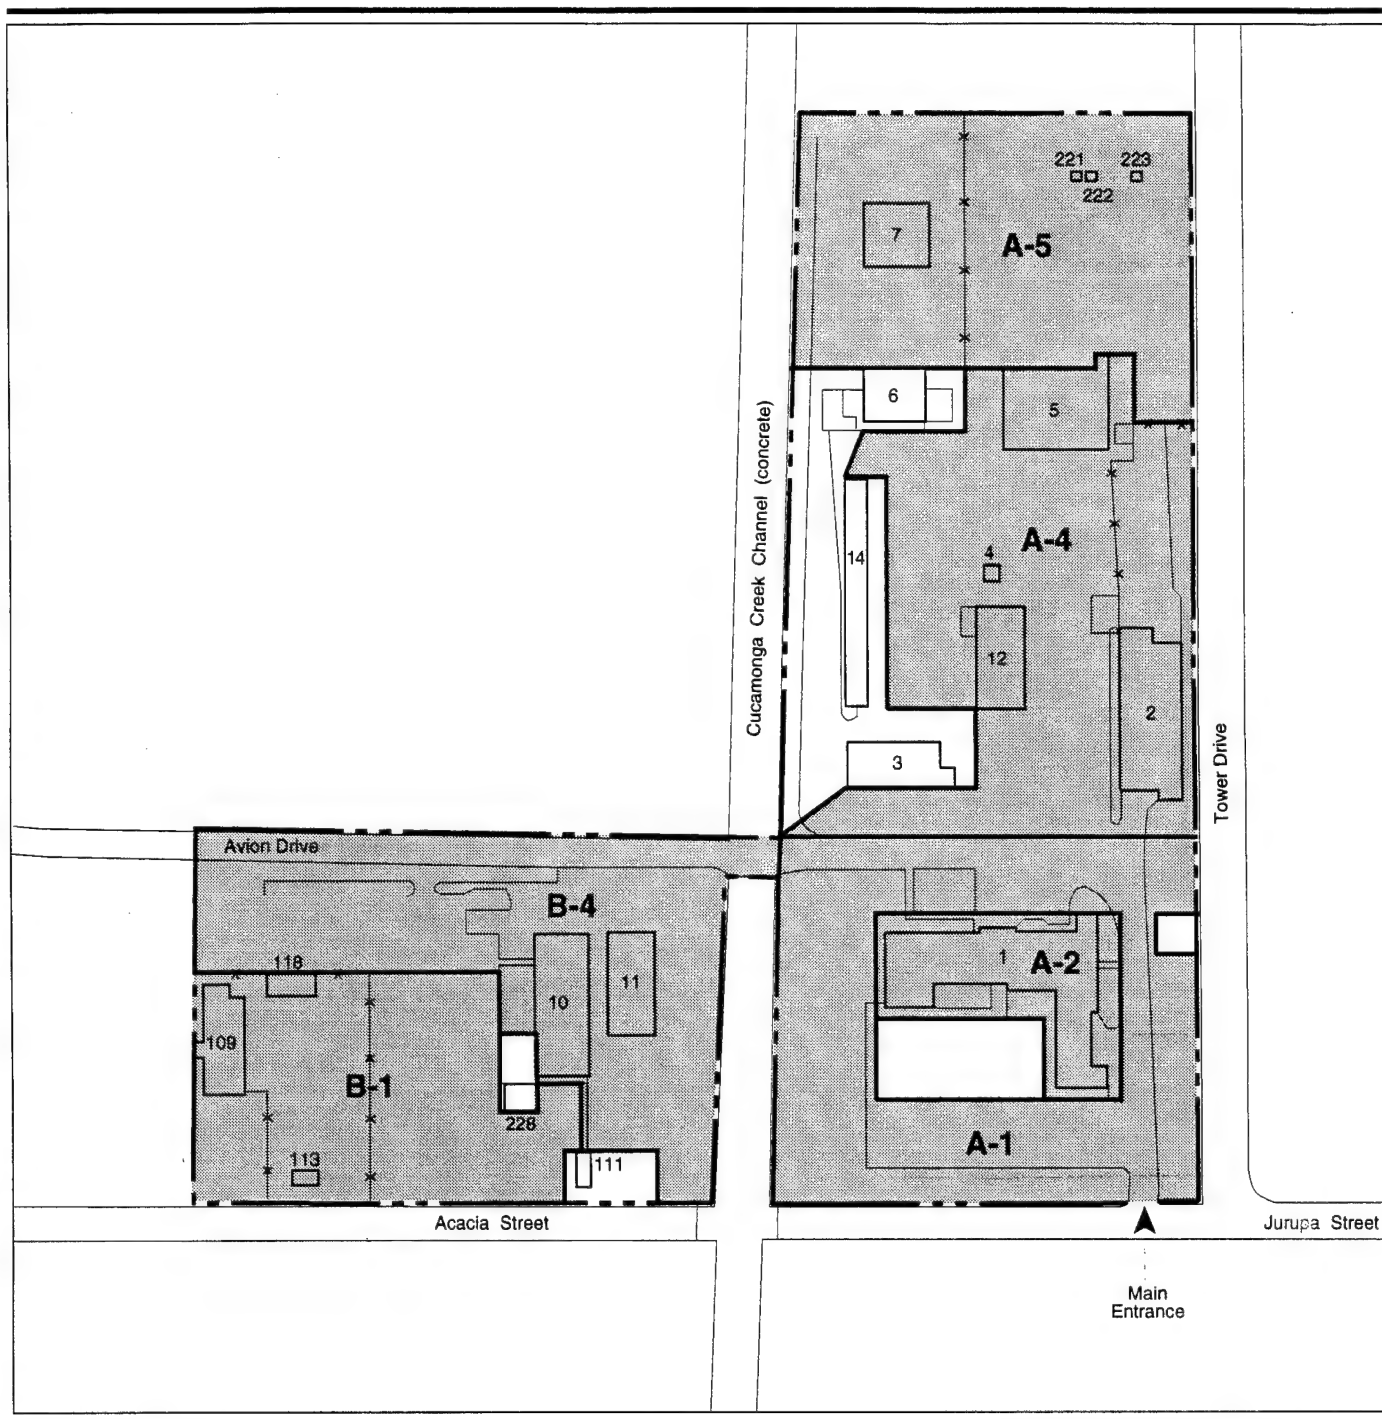 221
223
222
7
A-5
6
5
Cucamonga Creek Channel (concrete)
14
4
A-4
12
2
3
Tower Drive
Avion Drive
B-4
118
10
11
1
A-2
109
B-1
228
113
111
A-1
Acacia Street
Jurupa Street
Main
Entrance